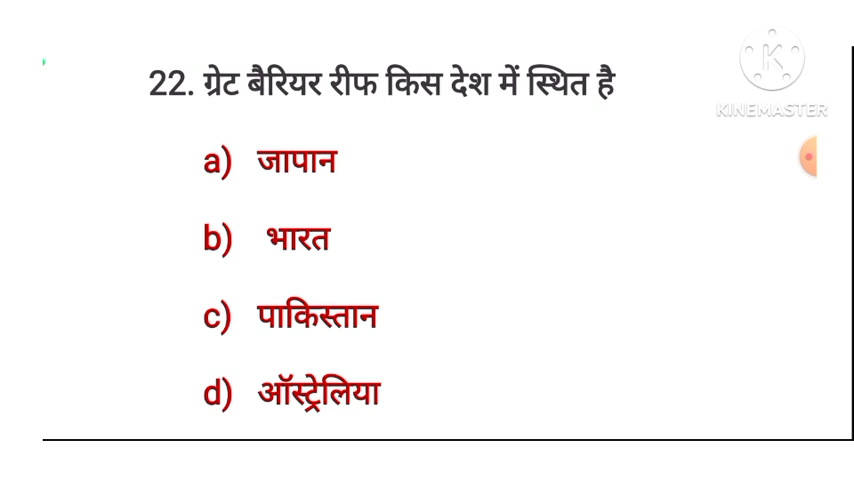 22. ग्रेट बैरियर रीफ किस देश में स्थित है
KINEMASTER
a) जापान
b) भारत
c) पाकिस्तान
d) ऑस्ट्रेलिया